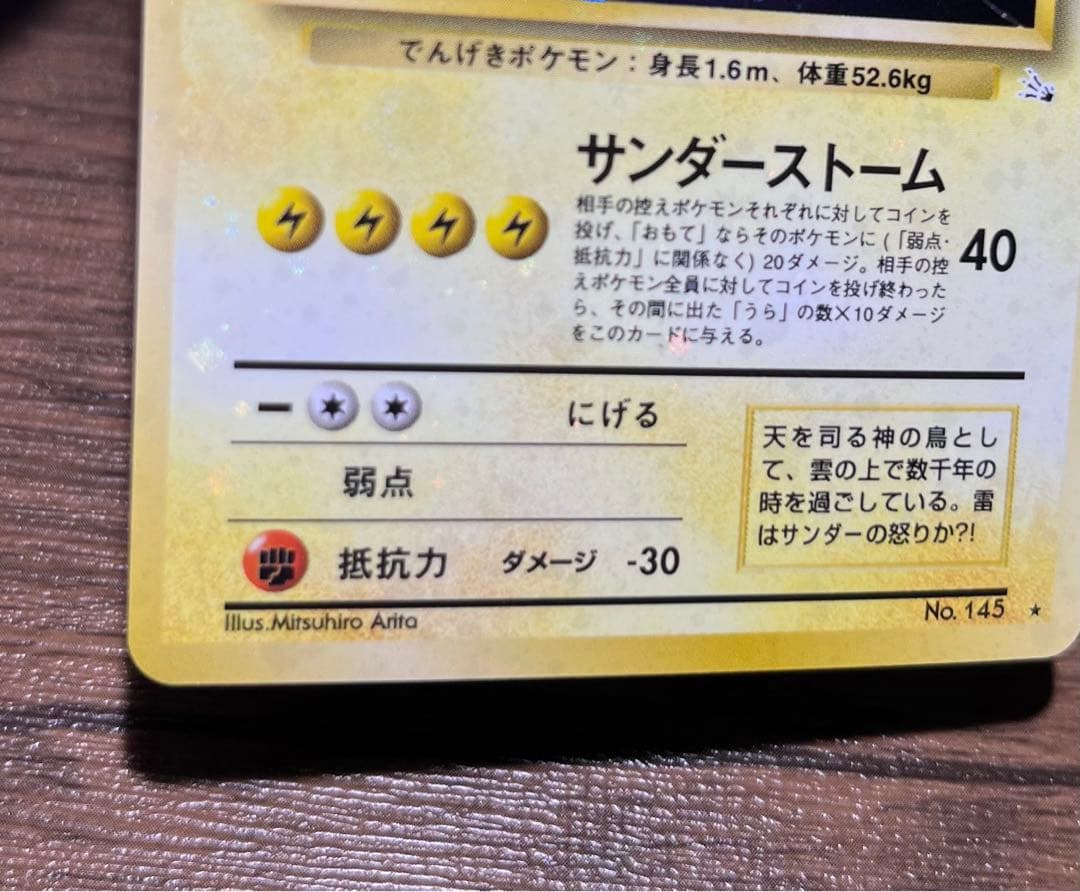 でんげきポケモン：身長1.6m、体重52.6kg
サンダーストーム
相手の控えポケモンそれぞれに対してコインを
投げ、「おもて」ならそのポケモンに (「弱点・
抵抗力」に関係なく) 20ダメージ。相手の控
えポケモン全員に対してコインを投げ終わった
ら、その間に出た「うら」の数×10ダメージ
をこのカードに与える。
40
にげる
弱点
抵抗力 ダメージ -30
天を司る神の鳥とし
て、雲の上で数千年の
時を過ごしている。雷
はサンダーの怒りか?!
Illus.Mitsuhiro Arita
No. 145 ★